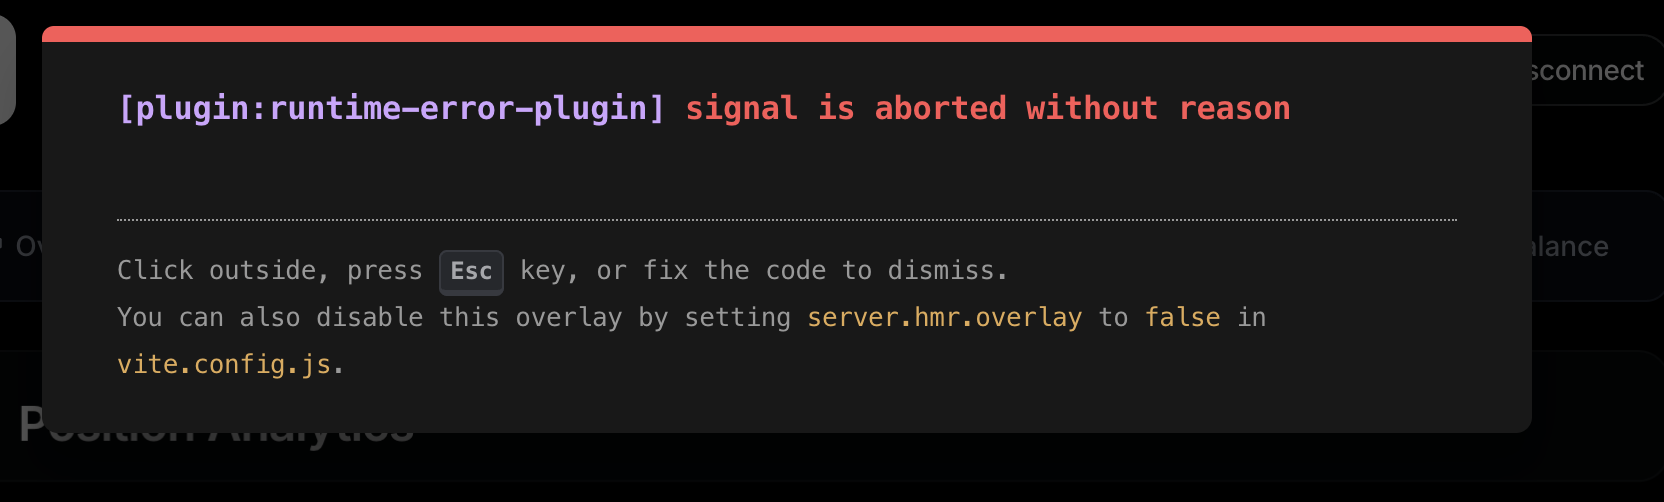 [plugin:runtime-error-plugin] signal is aborted without reason
sconnect
Ov
alance
Click outside, press Esc key, or fix the code to dismiss.
You can also disable this overlay by setting server.hmr.overlay to false in
vite.config.js.
Position Analytics